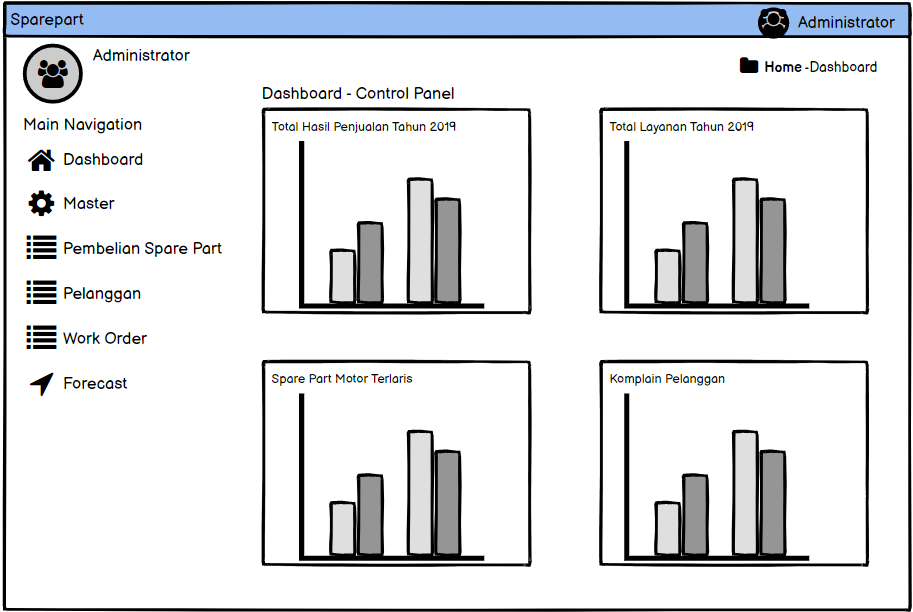 Sparepart
Administrator
Administrator
Home -Dashboard
Dashboard - Control Panel
Main Navigation
Dashboard
Master
Pembelian Spare Part
Pelanggan
Work Order
Forecast
Total Hasil Penjualan Tahun 2019
Total Layanan Tahun 2019
Spare Part Motor Terlaris
Komplain Pelanggan